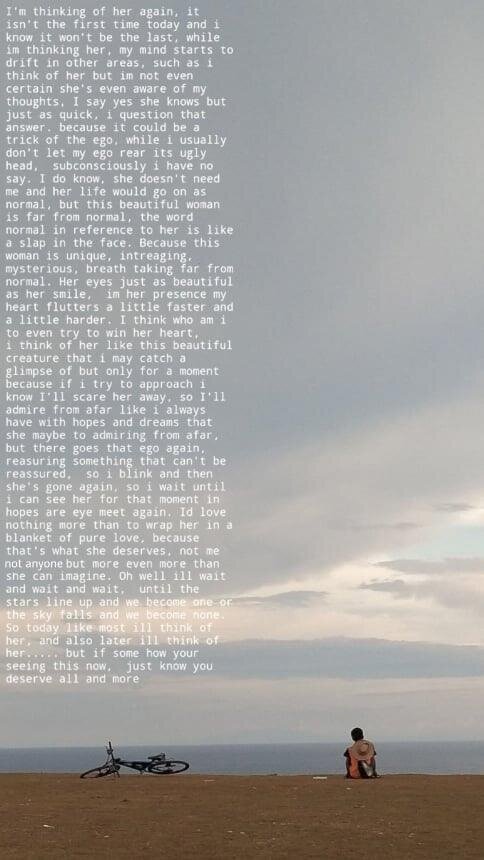 I'm thinking of her again, it
isn't the first time today and i
know it won't be the last, while
im thinking her, my mind starts to
drift in other areas, such as i
think of her but im not even
certain she's even aware of my
thoughts, I say yes she knows but
just as quick, i question that
answer. because it could be a
trick of the ego, while i usually
don't let my ego rear its ugly
head,  subconsciously i have no
say. I do know, she doesn't need
me and her life would go on as
normal, but this beautiful woman
is far from normal, the word
normal in reference to her is like
a slap in the face. Because this
woman is unique, intreaging,
mysterious, breath taking far from
normal. Her eyes just as beautiful
as her smile,  im her presence my
heart flutters a little faster and
a little harder. I think who am i
to even try to win her heart,
i think of her like this beautiful
creature that i may catch a
glimpse of but only for a moment
because if i try to approach i
know I'll scare her away, so I'll
admire from afar like i always
have with hopes and dreams that
she maybe to admiring from afar,
but there goes that ego again,
reasuring something that can't be
reassured,  so i blink and then
she's gone again, so i wait until
i can see her for that moment in
hopes are eye meet again. Id love
nothing more than to wrap her in a
blanket of pure love, because
that's what she deserves, not me
not anyone but more even more than
she can imagine. Oh well ill wait
and wait and wait,  until the
stars line up and we become one or
the sky falls and we become none.
So today like most ill think of
her, and also later ill think of
her..... but if some how your
seeing this now,  just know you
deserve all and more